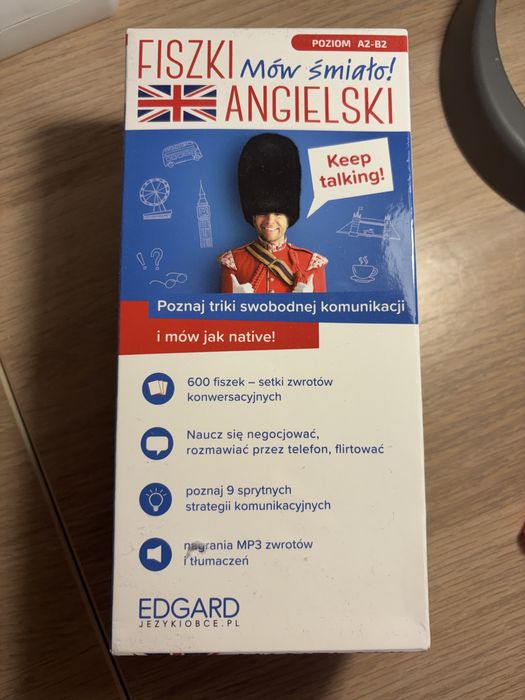 POZIOM A2-B2
FISZKI Mów śmiało!
ANGIELSKI
Keep
talking!
Poznaj triki swobodnej komunikacji
i mów jak native!
600 fiszek – setki zwrotów
konwersacyjnych
Naucz się negocjować,
rozmawiać przez telefon, flirtować
poznaj 9 sprytnych
strategii komunikacyjnych
nagrania MP3 zwrotów
i tłumaczeń
EDGARD
JEZYKIOBCE.PL